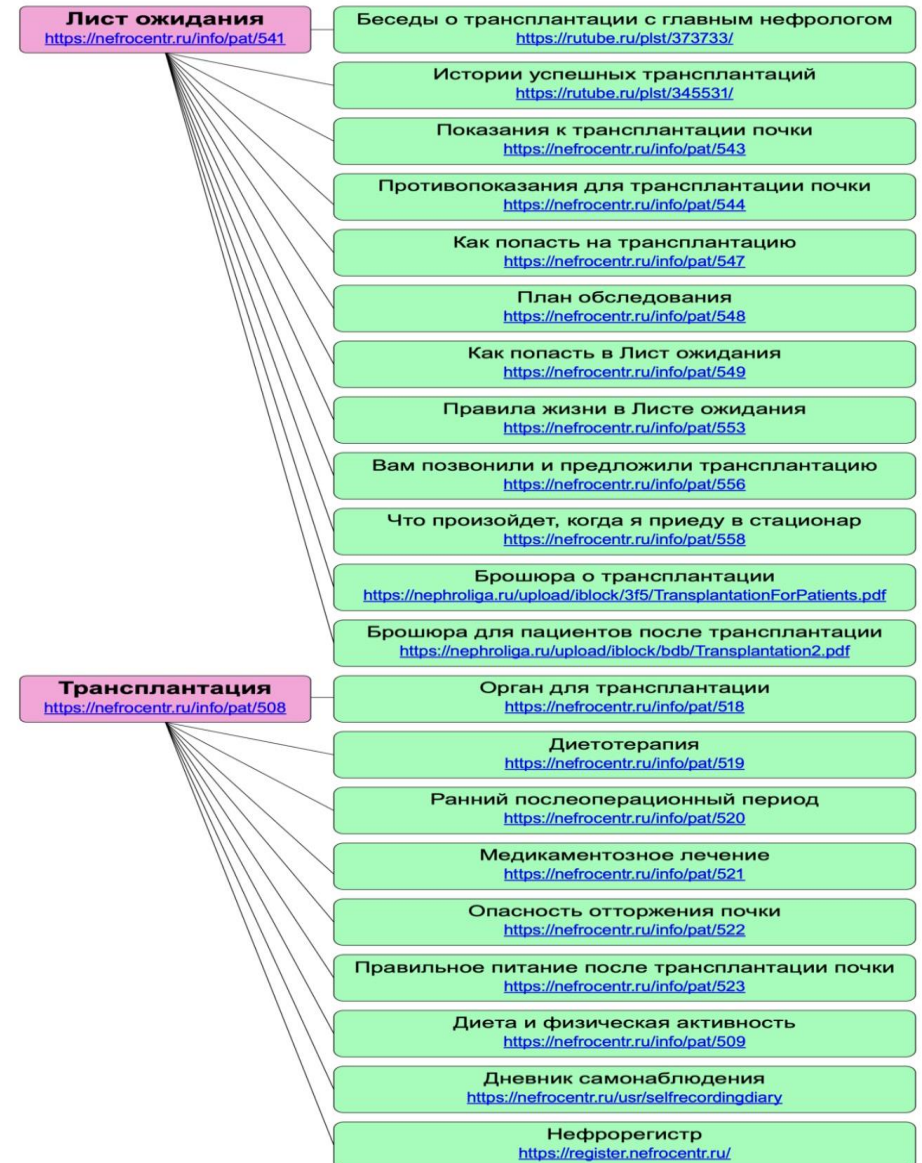 Лист ожидания
https://nefrocentr.ru/info/pat/541
Беседы о трансплантации с главным нефрологом
https://rutube.ru/plst/373733/
Истории успешных трансплантаций
https://rutube.ru/plst/345531/
Показания к трансплантации почки
https://nefrocentr.ru/info/pat/543
Противопоказания для трансплантации почки
https://nefrocentr.ru/info/pat/544
Как попасть на трансплантацию
https://nefrocentr.ru/info/pat/547
План обследования
https://nefrocentr.ru/info/pat/548
Как попасть в Лист ожидания
https://nefrocentr.ru/info/pat/549
Правила жизни в Листе ожидания
https://nefrocentr.ru/info/pat/553
Вам позвонили и предложили трансплантацию
https://nefrocentr.ru/info/pat/556
Что произойдет, когда я приеду в стационар
https://nefrocentr.ru/info/pat/558
Брошюра о трансплантации
https://nephroliga.ru/upload/iblock/3f5/TransplantationForPatients.pdf
Брошюра для пациентов после трансплантации
https://nephroliga.ru/upload/iblock/bdb/Transplantation2.pdf
Трансплантация
https://nefrocentr.ru/info/pat/508
Орган для трансплантации
https://nefrocentr.ru/info/pat/518
Диетотерапия
https://nefrocentr.ru/info/pat/519
Ранний послеоперационный период
https://nefrocentr.ru/info/pat/520
Медикаментозное лечение
https://nefrocentr.ru/info/pat/521
Опасность отторжения почки
https://nefrocentr.ru/info/pat/522
Правильное питание после трансплантации почки
https://nefrocentr.ru/info/pat/523
Диета и физическая активность
https://nefrocentr.ru/info/pat/509
Дневник самонаблюдения
https://nefrocentr.ru/usr/selfrecordingdiary
Нефрорегистр
https://register.nefrocentr.ru/